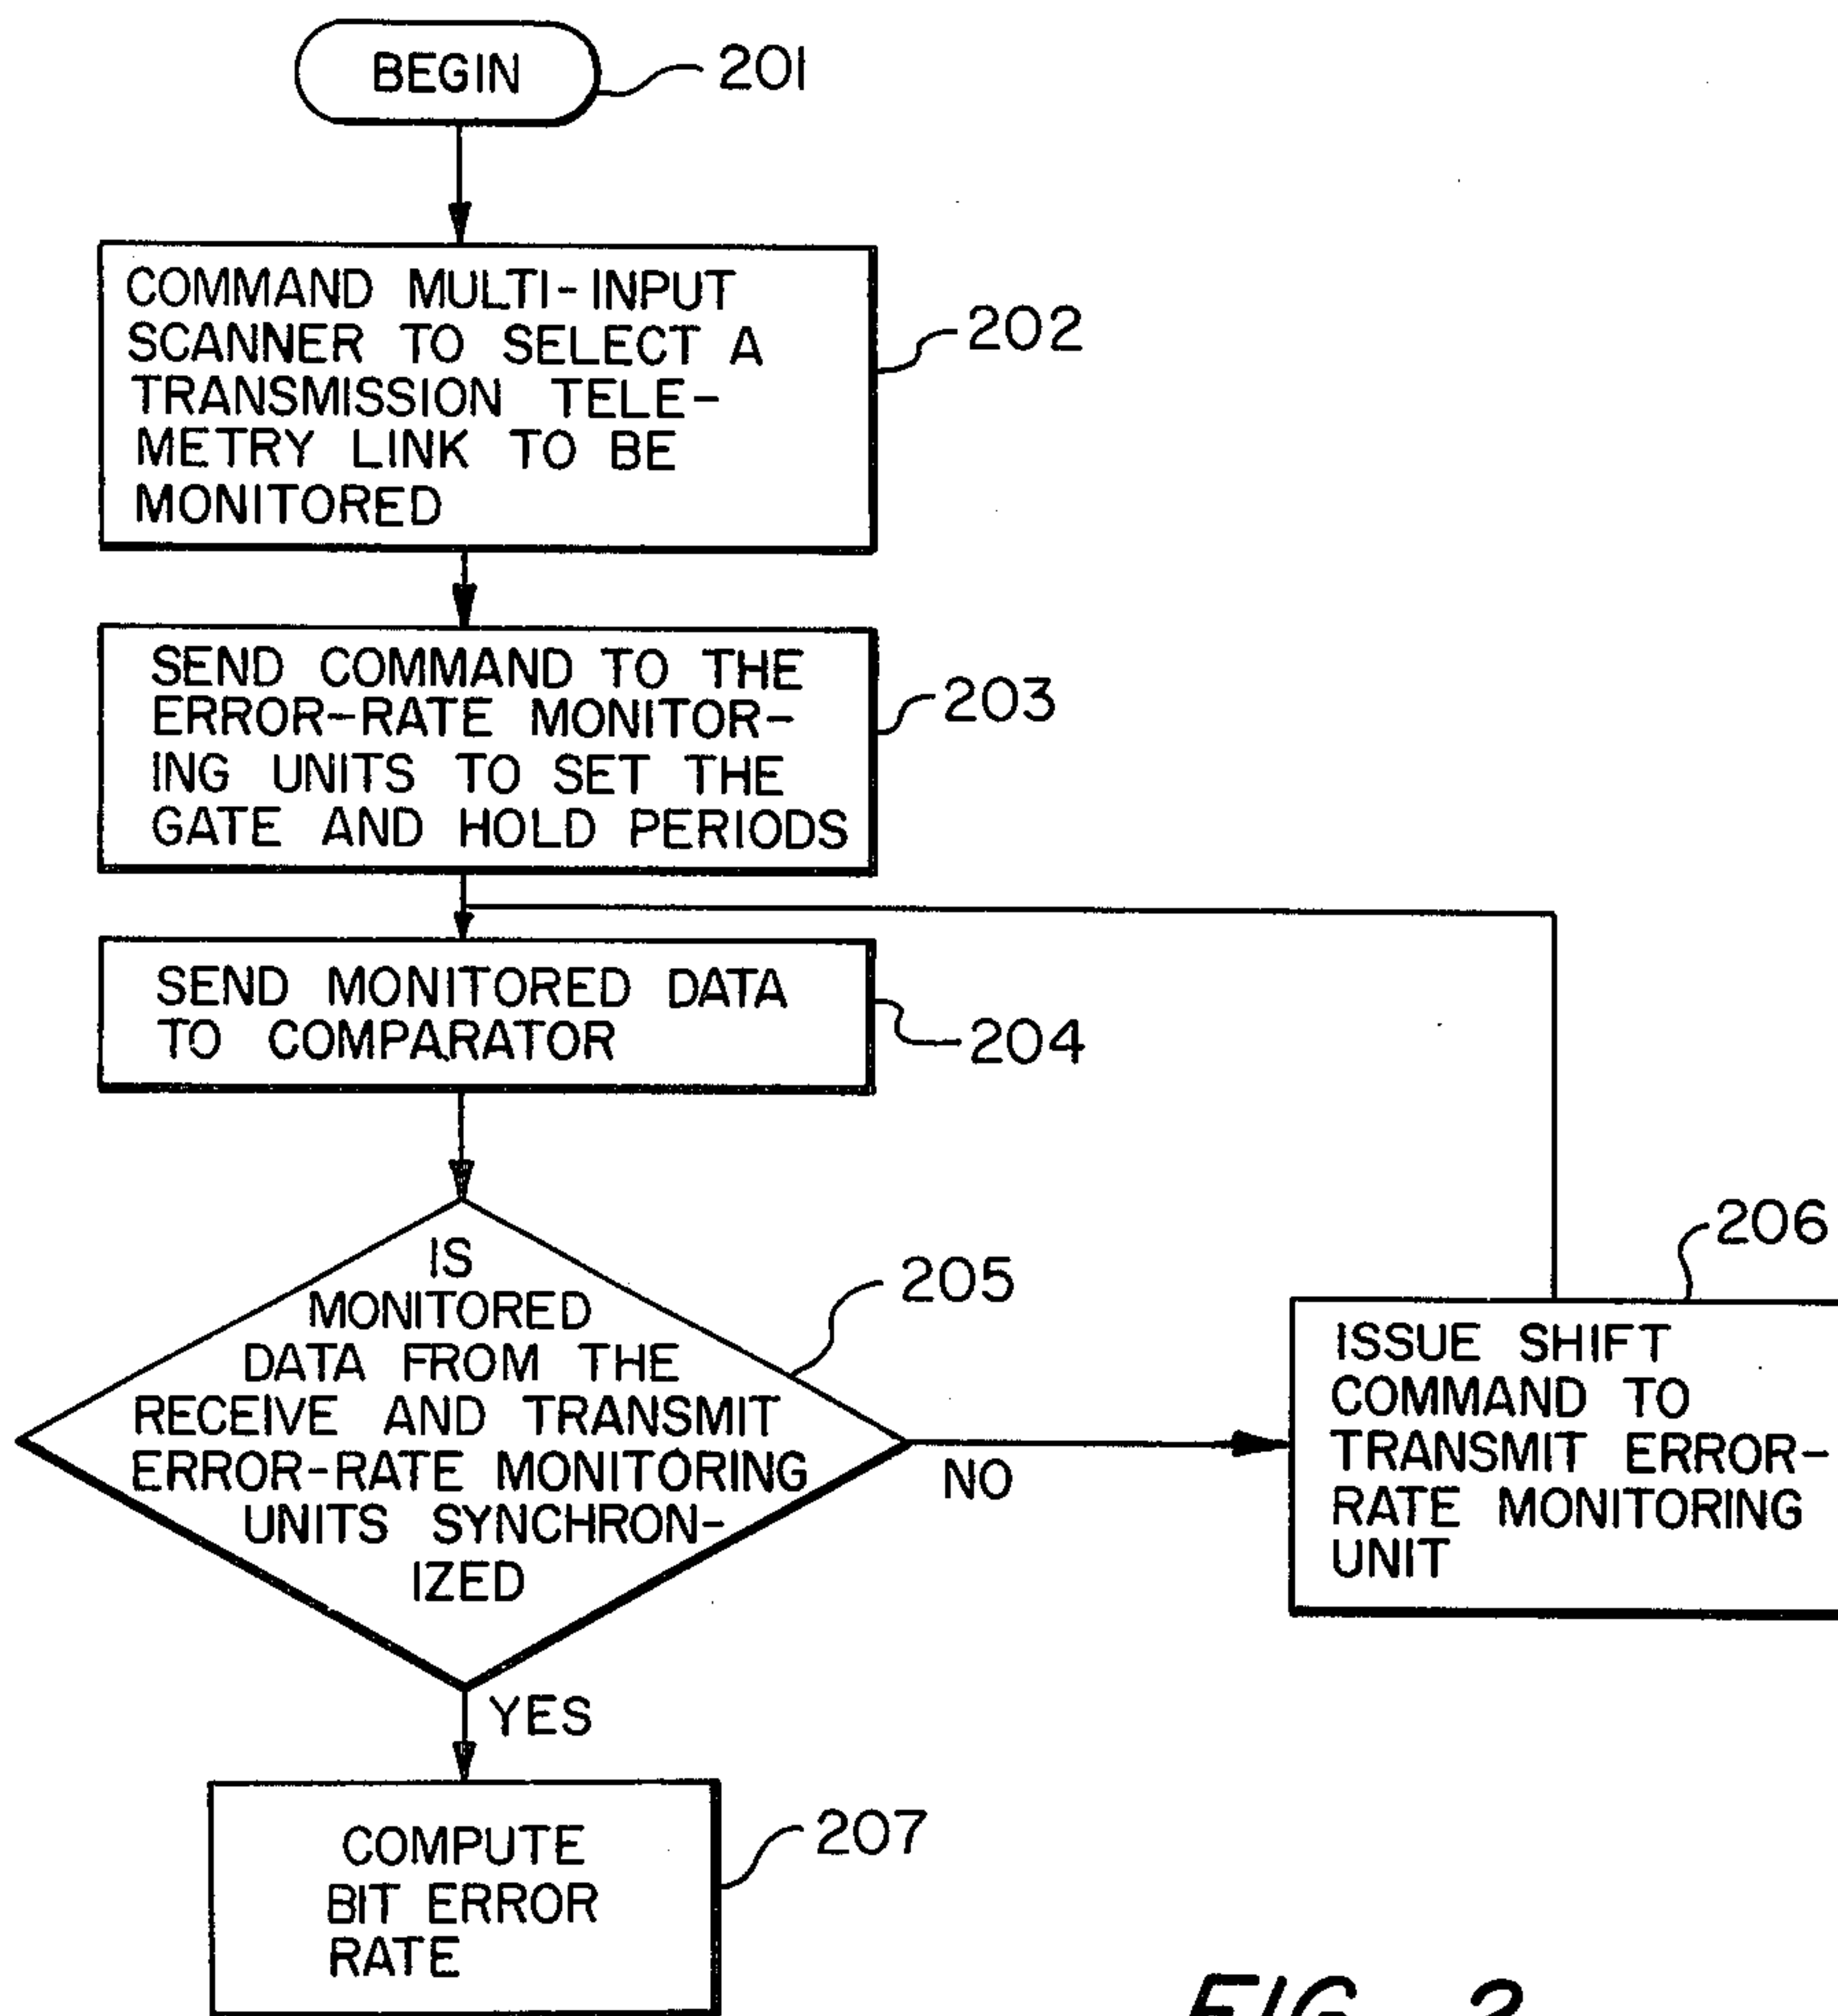 BEGIN
201
COMMAND MULTI-INPUT
SCANNER TO SELECT A
TRANSMISSION TELE-
METRY LINK TO BE
MONITORED
202
SEND COMMAND TO THE
ERROR-RATE MONITOR-
ING UNITS TO SET THE
GATE AND HOLD PERIODS
203
SEND MONITORED DATA
TO COMPARATOR
204
IS
MONITORED
DATA FROM THE
RECEIVE AND TRANSMIT
ERROR-RATE MONITORING
UNITS SYNCHRON-
IZED
205
NO
206
ISSUE SHIFT
COMMAND TO
TRANSMIT ERROR-
RATE MONITORING
UNIT
YES
COMPUTE
BIT ERROR
RATE
207
FIG. 2